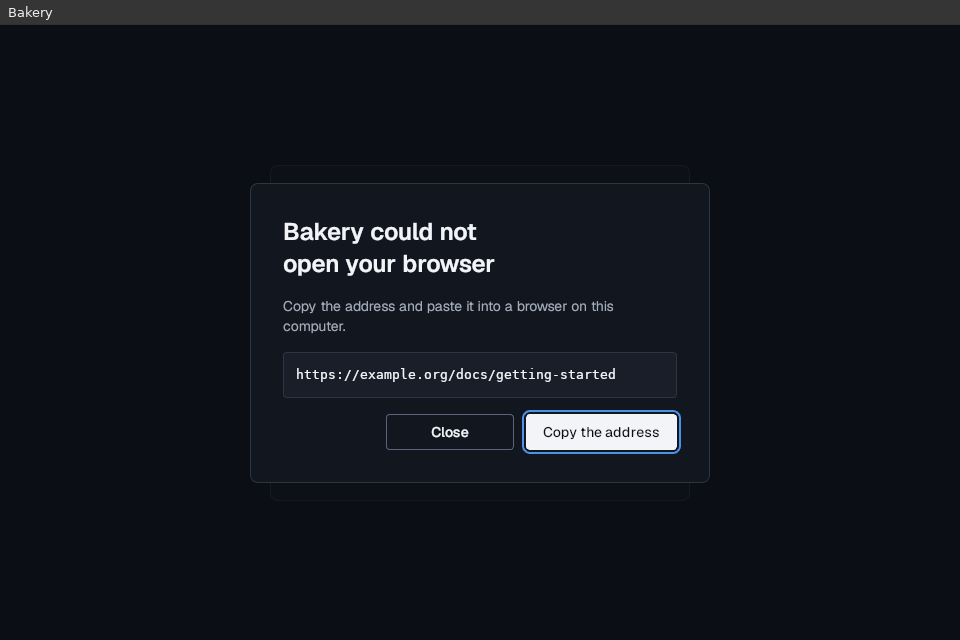 Bakery
Bakery could not
open your browser
Copy the address and paste it into a browser on this
computer.
https://example.org/docs/getting-started
Close
Copy the address